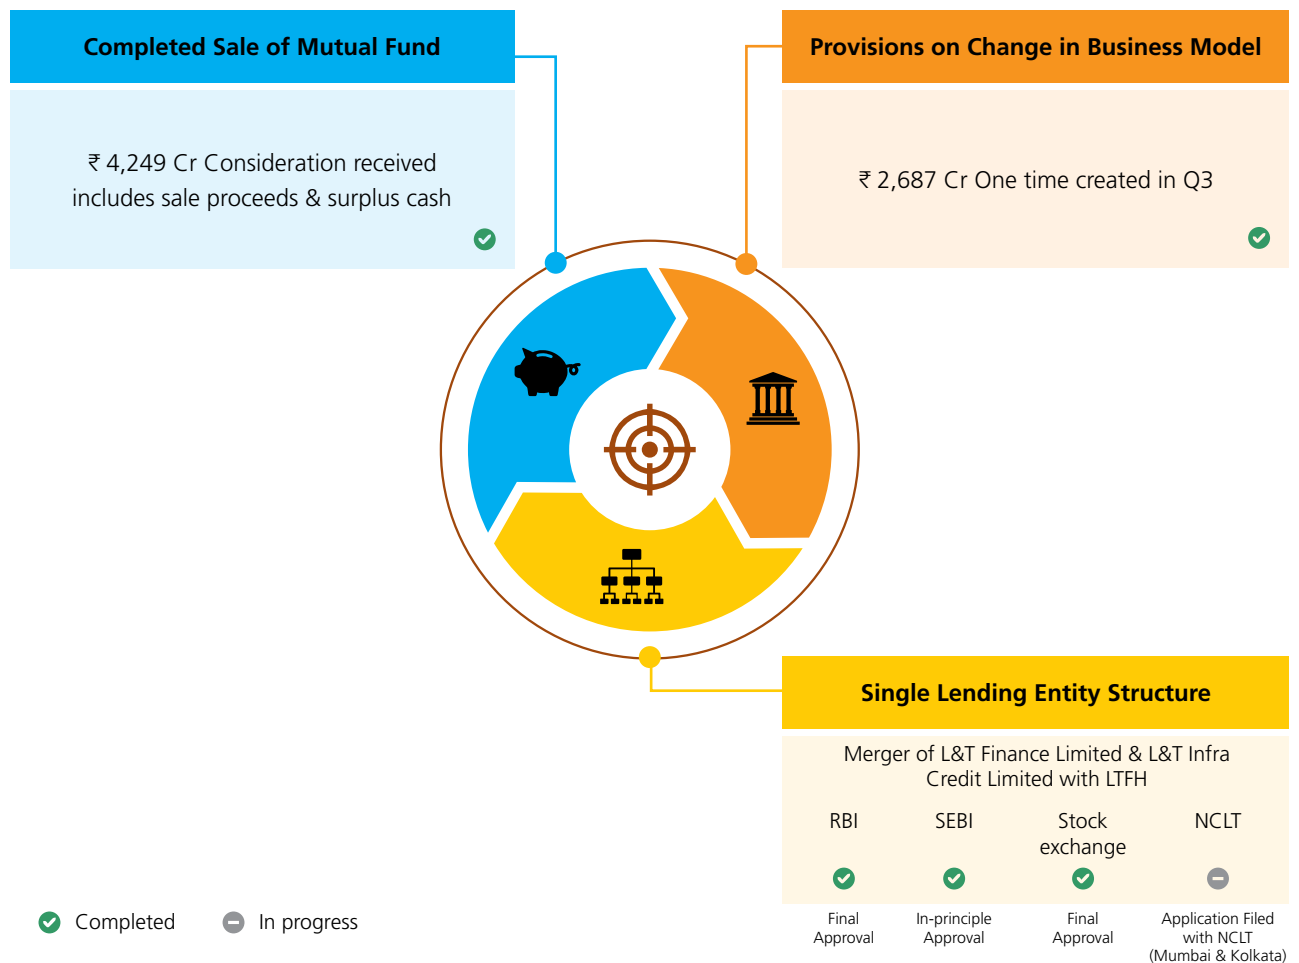 Completed Sale of Mutual Fund
₹ 4,249 Cr Consideration received
includes sale proceeds & surplus cash
Provisions on Change in Business Model
₹ 2,687 Cr One time created in Q3
Single Lending Entity Structure
Merger of L&T Finance Limited & L&T Infra
Credit Limited with LTFH
RBI
SEBI
Stock
exchange
NCLT
Final
Approval
In-principle
Approval
Final
Approval
Application Filed
with NCLT
(Mumbai & Kolkata)
Completed
In progress